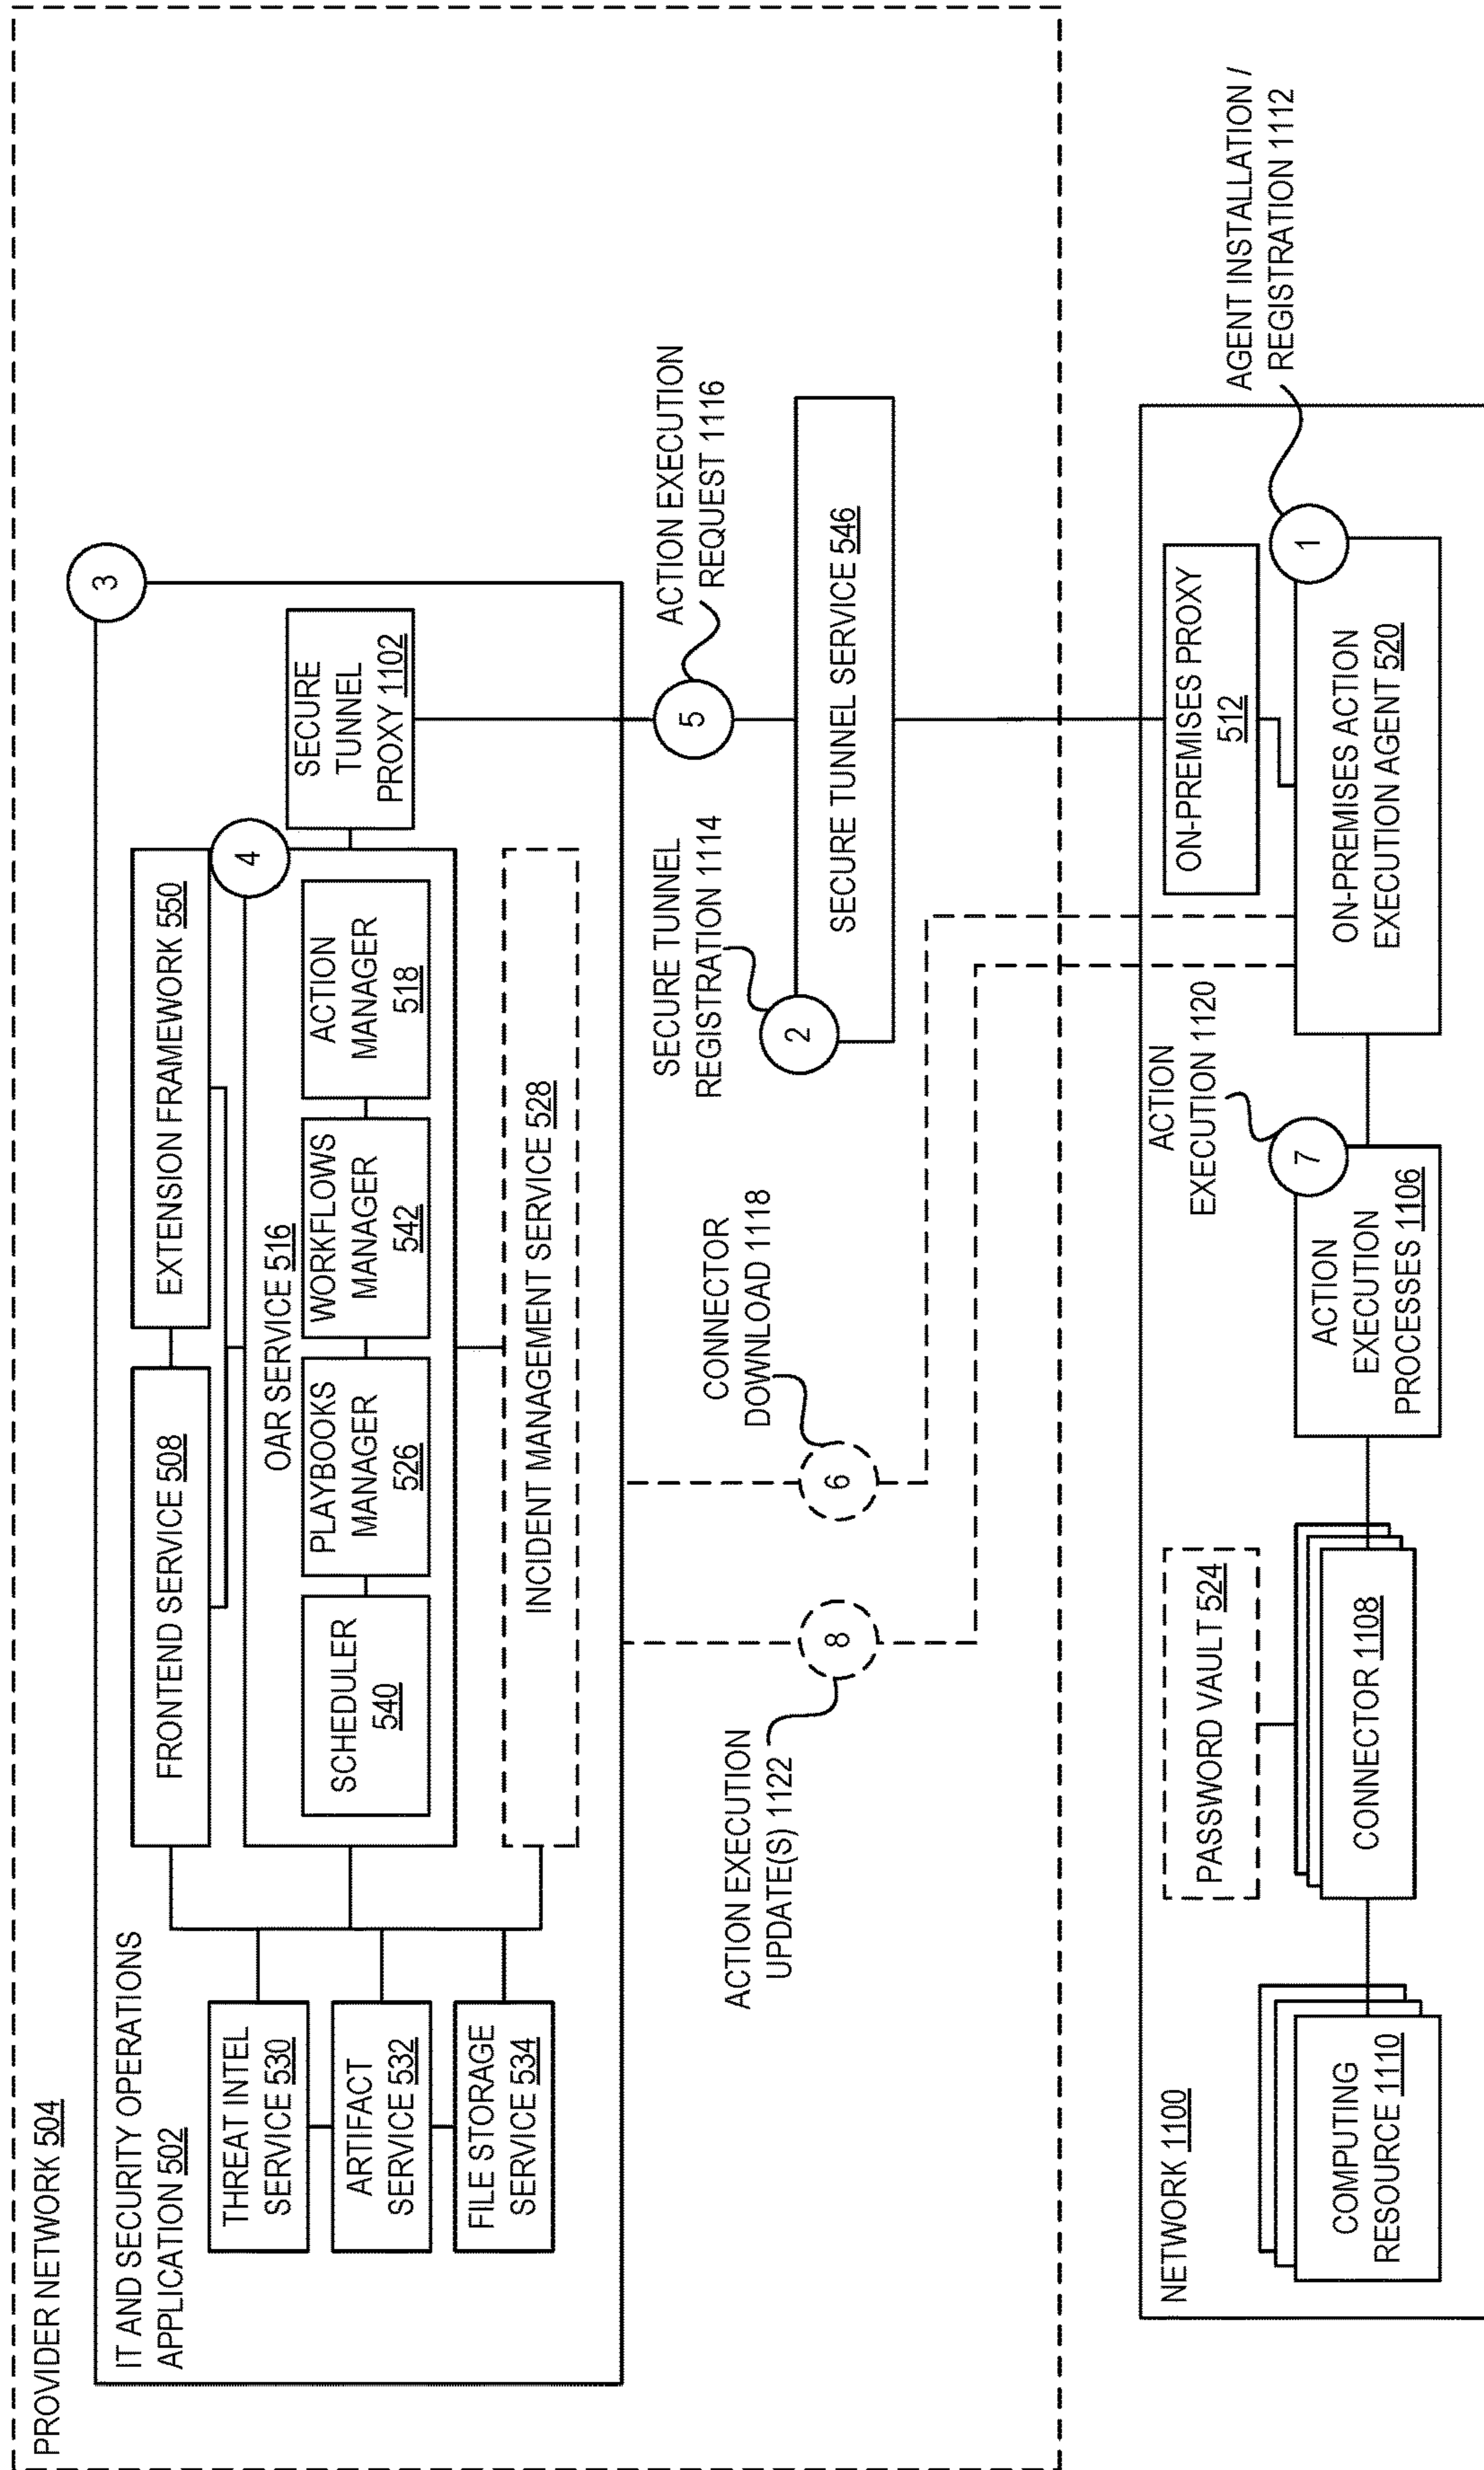 PROVIDER NETWORK 504
IT AND SECURITY OPERATIONS
APPLICATION 502
3
THREAT INTEL
SERVICE 530
ARTIFACT
SERVICE 532
FILE STORAGE
SERVICE 534
FRONTEND SERVICE 508
EXTENSION FRAMEWORK 550
OAR SERVICE 516
4
SCHEDULER
540
PLAYBOOKS
MANAGER
526
WORKFLOWS
MANAGER
542
ACTION
MANAGER
518
SECURE
TUNNEL
PROXY 1102
INCIDENT MANAGEMENT SERVICE 528
ACTION EXECUTION
UPDATE(S) 1122
8
CONNECTOR
DOWNLOAD 1118
6
SECURE TUNNEL
REGISTRATION 1114
2
ACTION EXECUTION
REQUEST 1116
5
SECURE TUNNEL SERVICE 546
NETWORK 1100
COMPUTING
RESOURCE 1110
PASSWORD VAULT 524
CONNECTOR 1108
ACTION
EXECUTION 1120
7
ACTION
EXECUTION
PROCESSES 1106
ON-PREMISES PROXY
512
ON-PREMISES ACTION
EXECUTION AGENT 520
1
AGENT INSTALLATION /
REGISTRATION 1112